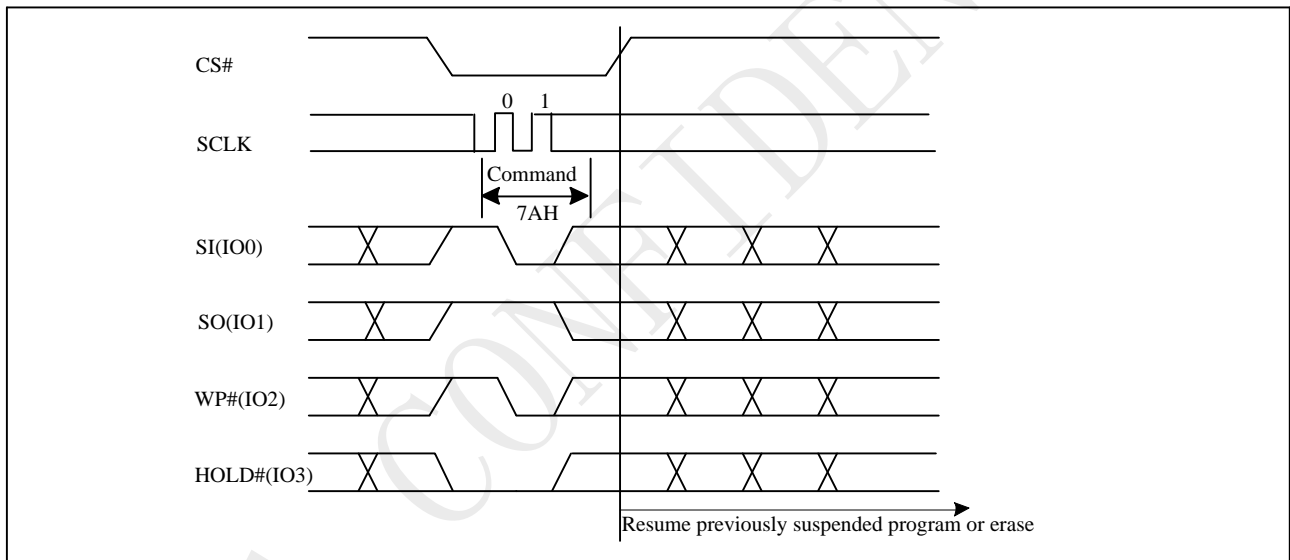 CS#
0 1
SCLK
Command
7AH
SI(IO0)
SO(IO1)
WP#(IO2)
HOLD#(IO3)
Resume previously suspended program or erase
CONFIDEN